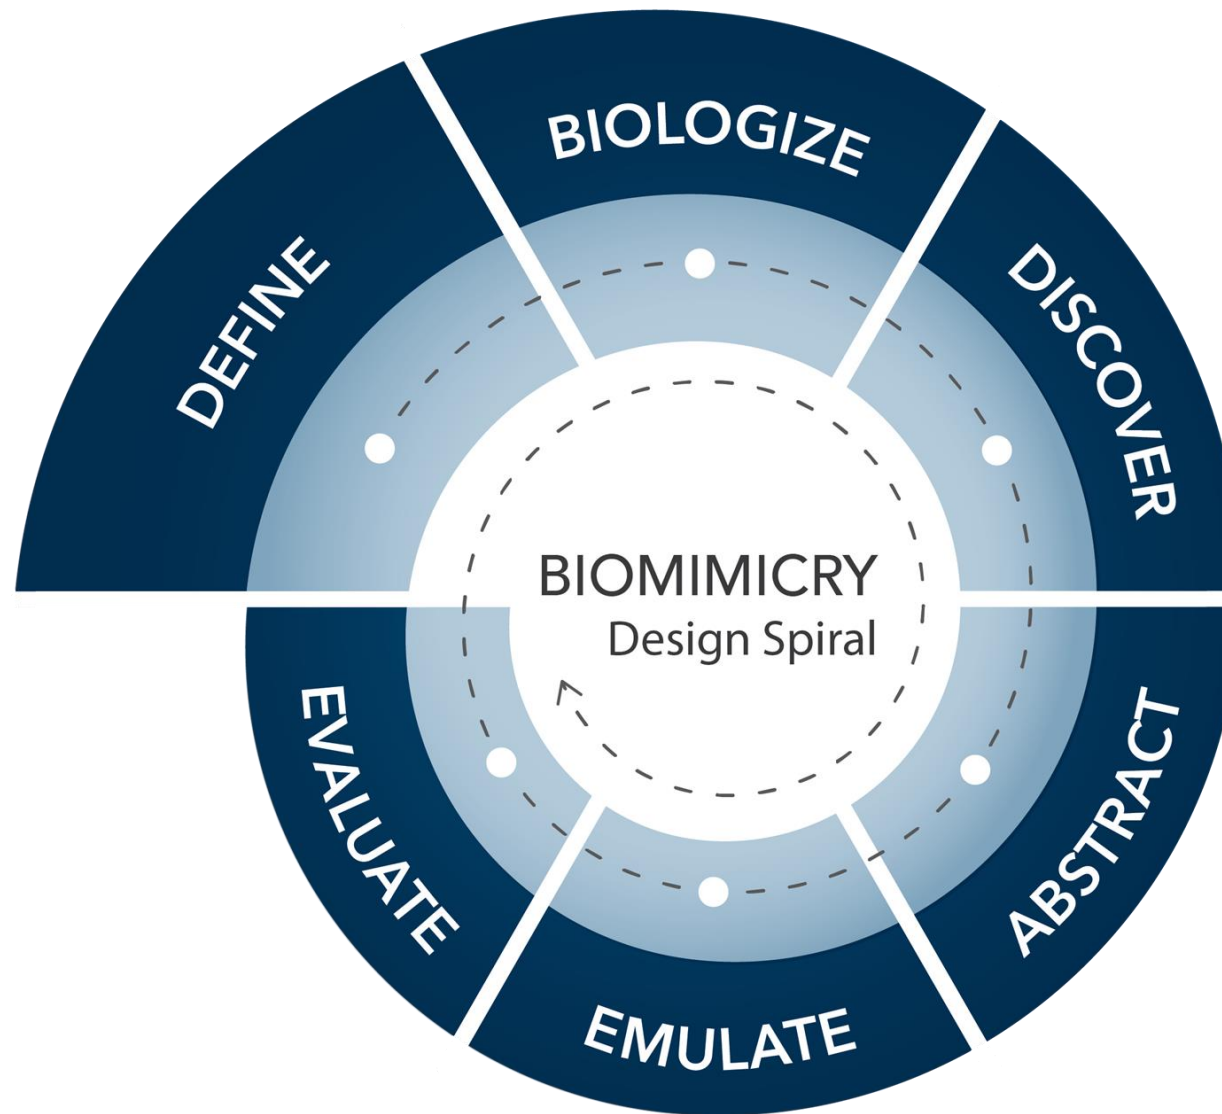 DEFINE
BIOLOGIZE
DISCOVER
ABSTRACT
EMULATE
EVALUATE
BIOMIMICRY
Design Spiral